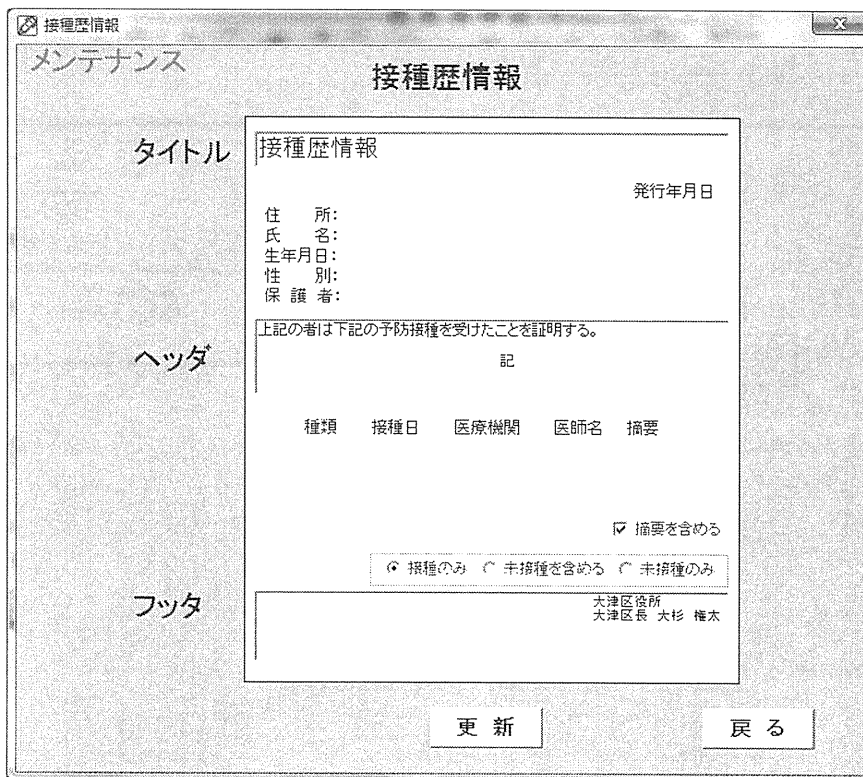 接種歴情報
メンテナンス
接種歴情報
タイトル
接種歴情報
発行年月日
住 所:
氏 名:
生年月日:
性 別:
保 護 者:
ヘッダ
上記の者は下記の予防接種を受けたことを証明する。
記
種類 接種日 医療機関 医師名 摘要
摘要を含める
接種のみ 未接種を含める 未接種のみ
フッタ
大津区役所
大津区長 大杉 権太
更 新 戻 る